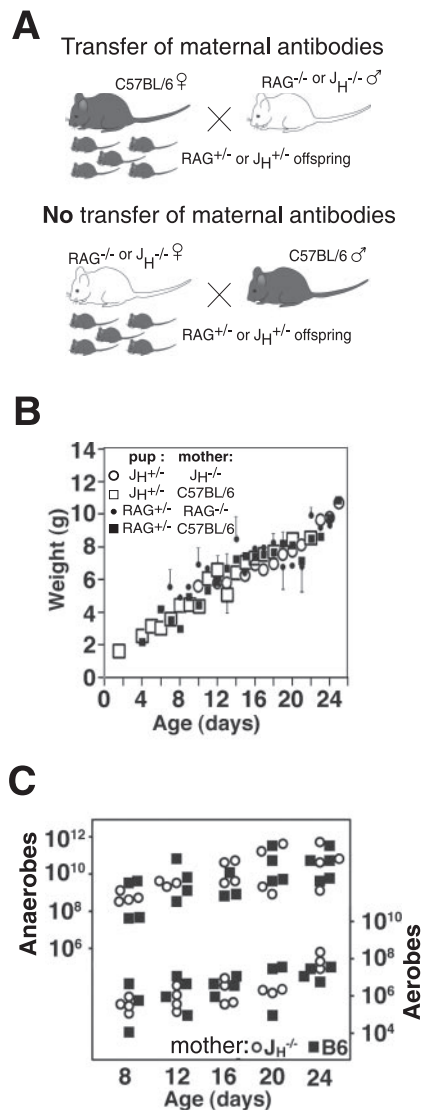 A
Transfer of maternal antibodies
C57BL/6 ♀
RAG-/- or JH-/- ♂
RAG+/- or JH+/- offspring
No transfer of maternal antibodies
RAG-/- or JH-/- ♀
C57BL/6 ♂
RAG+/- or JH+/- offspring
B
14
12
10
8
6
4
2
0
Weight (g)
pup : mother:
JH+/- JH-/-
JH+/- C57BL/6
RAG+/- RAG-/-
RAG+/- C57BL/6
0 4 8 12 16 20 24
Age (days)
C
Anaerobes
10^12
10^10
10^8
10^6
10^10
10^8
10^6
10^4
Aerobes
mother: JH-/- B6
8 12 16 20 24
Age (days)